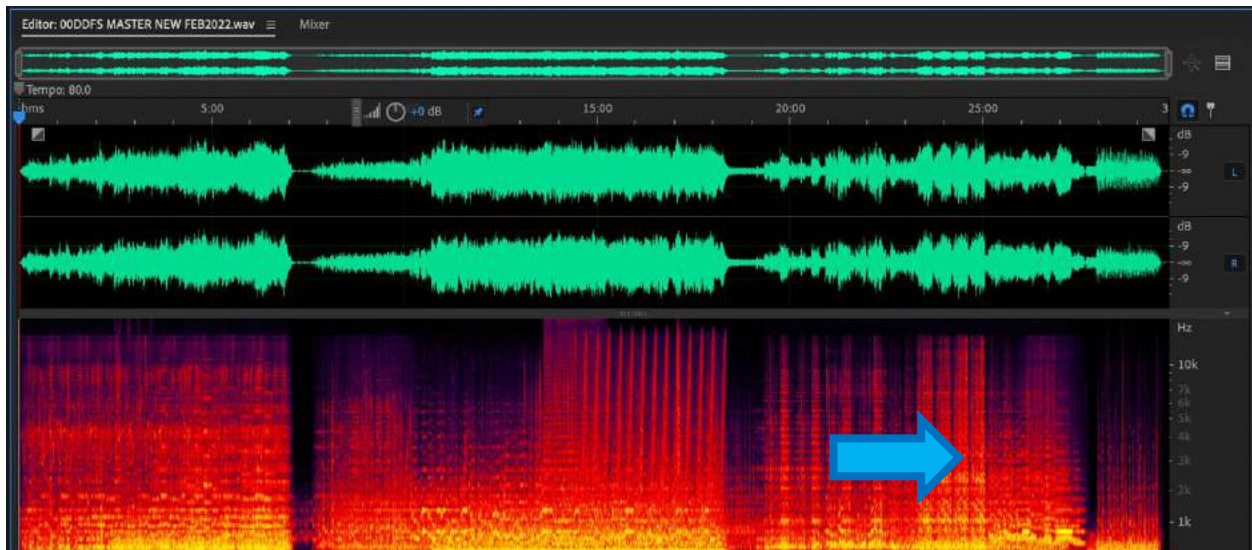 Editor: 00DDFS MASTER NEW FEB2022.wav Mixer
Tempo: 80.0
hms 5:00 +0 dB 15:00 20:00 25:00 3
dB
-9
-∞ L
-9
dB
-9
-∞ R
-9
Hz
10k
7k
6k
5k
4k
3k
2k
1k